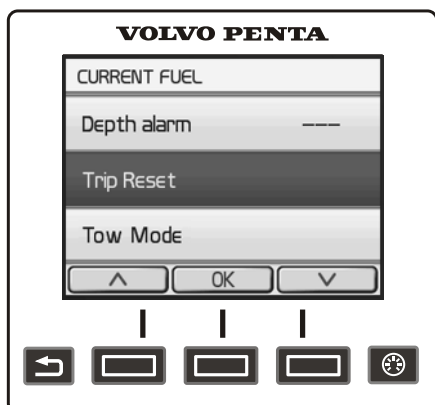 VOLVO PENTA
CURRENT FUEL
Depth alarm ---
Trip Reset
Tow Mode
OK